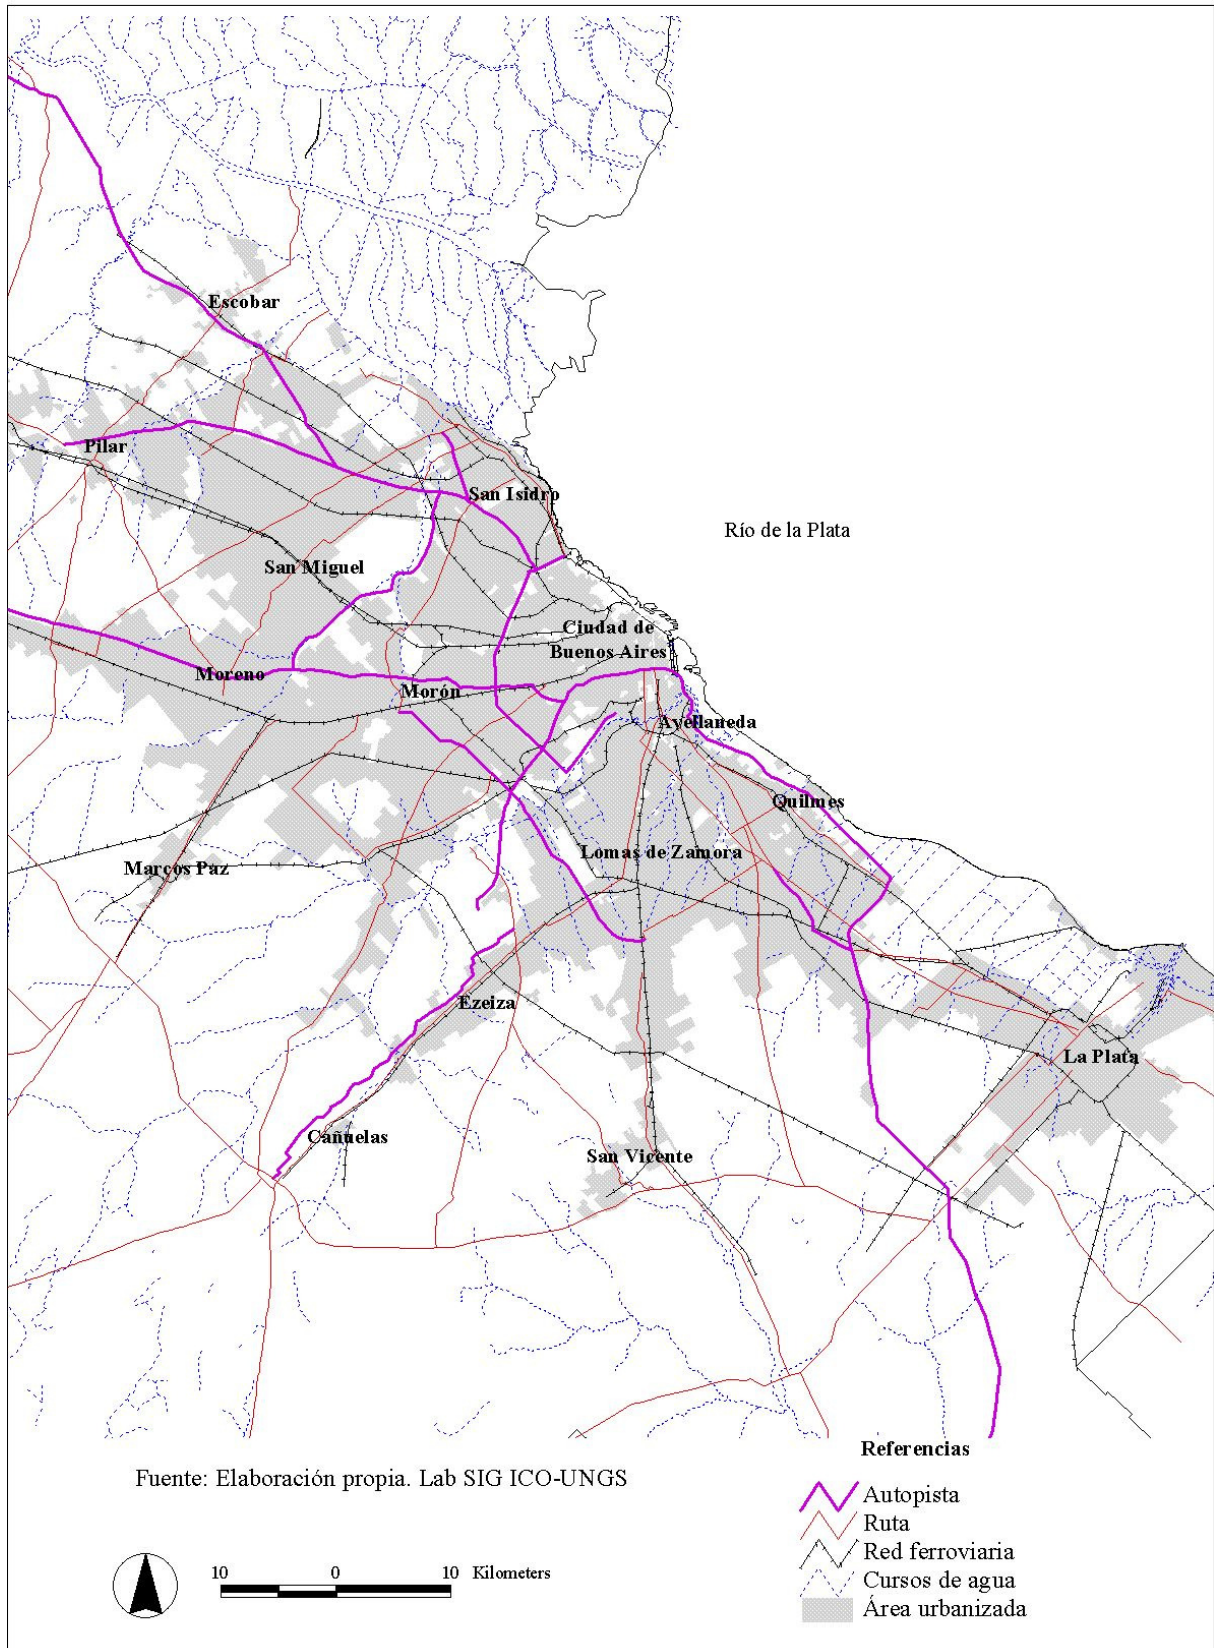 Escobar
Pilar
San Isidro
Río de la Plata
San Miguel
Ciudad de
Buenos Aires
Moreno
Morón
Avellaneda
Quilmes
Lomas de Zamora
Marcos Paz
Ezeiza
La Plata
Cañuelas
San Vicente
Referencias
Fuente: Elaboración propia. Lab SIG ICO-UNGS
Autopista
Ruta
Red ferroviaria
Cursos de agua
Área urbanizada
10 0 10 Kilometers